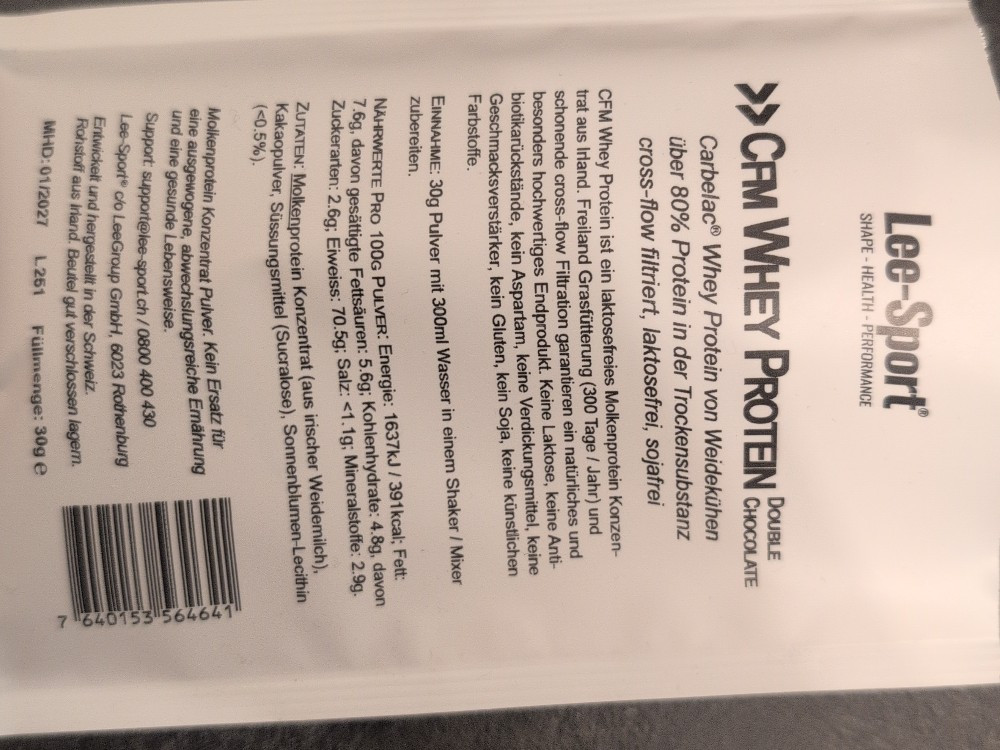 Lee-Sport®
SHAPE - HEALTH - PERFORMANCE
CFM WHEY PROTEIN DOUBLE CHOCOLATE
Carbelac® Whey Protein von Weidekühen
über 80% Protein in der Trockensubstanz
cross-flow filtriert, laktosefrei, sojafrei
CFM Whey Protein ist ein laktosefreies Molkenprotein Konzen-
trat aus Irland. Freiland Grasfütterung (300 Tage / Jahr) und
schonende cross-flow Filtration garantieren ein natürliches und
besonders hochwertiges Endprodukt. Keine Laktose, keine Anti-
biotikarückstände, kein Aspartam, keine Verdickungsmittel, keine
Geschmacksverstärker, kein Gluten, kein Soja, keine künstlichen
Farbstoffe.
EINNAHME: 30g Pulver mit 300ml Wasser in einem Shaker / Mixer
zubereiten.
NÄHRWERTE PRO 100G PULVER: Energie: 1637kJ / 391kcal; Fett:
7.6g, davon gesättigte Fettsäuren: 5.6g; Kohlenhydrate: 4.8g, davon
Zuckerarten: 2.6g; Eiweiss: 70.5g; Salz: <1.1g; Mineralstoffe: 2.9g.
ZUTATEN: Molkenprotein Konzentrat (aus irischer Weidemilch),
Kakaopulver, Süssungsmittel (Sucralose), Sonnenblumen-Lecithin
(<0.5%).
Molkenprotein Konzentrat Pulver. Kein Ersatz für
eine ausgewogene, abwechslungsreiche Ernährung
und eine gesunde Lebensweise.
Support: support@lee-sport.ch / 0800 400 430
Lee-Sport® c/o LeeGroup GmbH, 6023 Rothenburg
Entwickelt und hergestellt in der Schweiz.
Rohstoff aus Irland. Beutel gut verschlossen lagern.
MHD: 01/2027 L 251 Füllmenge: 30g e
7 640153 564641